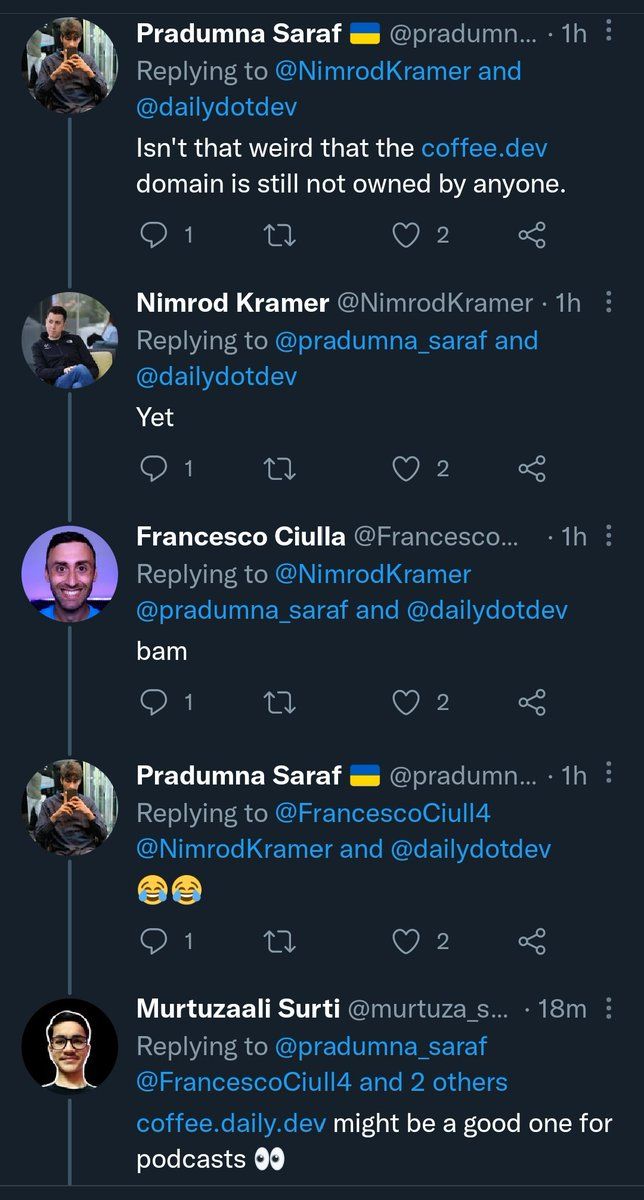 Pradumna Saraf 🇺🇦 @pradumn... · 1h
Replying to @NimrodKramer and
@dailydotdev
Isn't that weird that the coffee.dev
domain is still not owned by anyone.
1 2
Nimrod Kramer @NimrodKramer · 1h
Replying to @pradumna_saraf and
@dailydotdev
Yet
1 2
Francesco Ciulla @Francesco... · 1h
Replying to @NimrodKramer
@pradumna_saraf and @dailydotdev
bam
1 2
Pradumna Saraf 🇺🇦 @pradumn... · 1h
Replying to @FrancescoCiull4
@NimrodKramer and @dailydotdev
😂😂
1 2
Murtuzaali Surti @murtuza_s... · 18m
Replying to @pradumna_saraf
@FrancescoCiull4 and 2 others
coffee.daily.dev might be a good one for
podcasts 👀